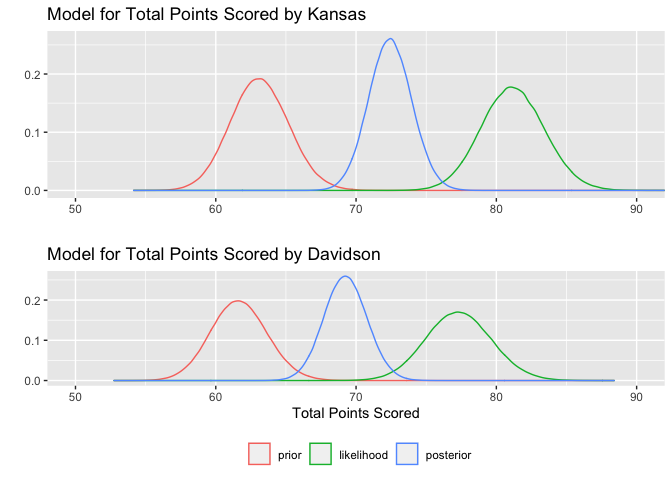 Model for Total Points Scored by Kansas
0.2
0.1
0.0
50 60 70 80 90
Model for Total Points Scored by Davidson
0.2
0.1
0.0
50 60 70 80 90
Total Points Scored
prior likelihood posterior